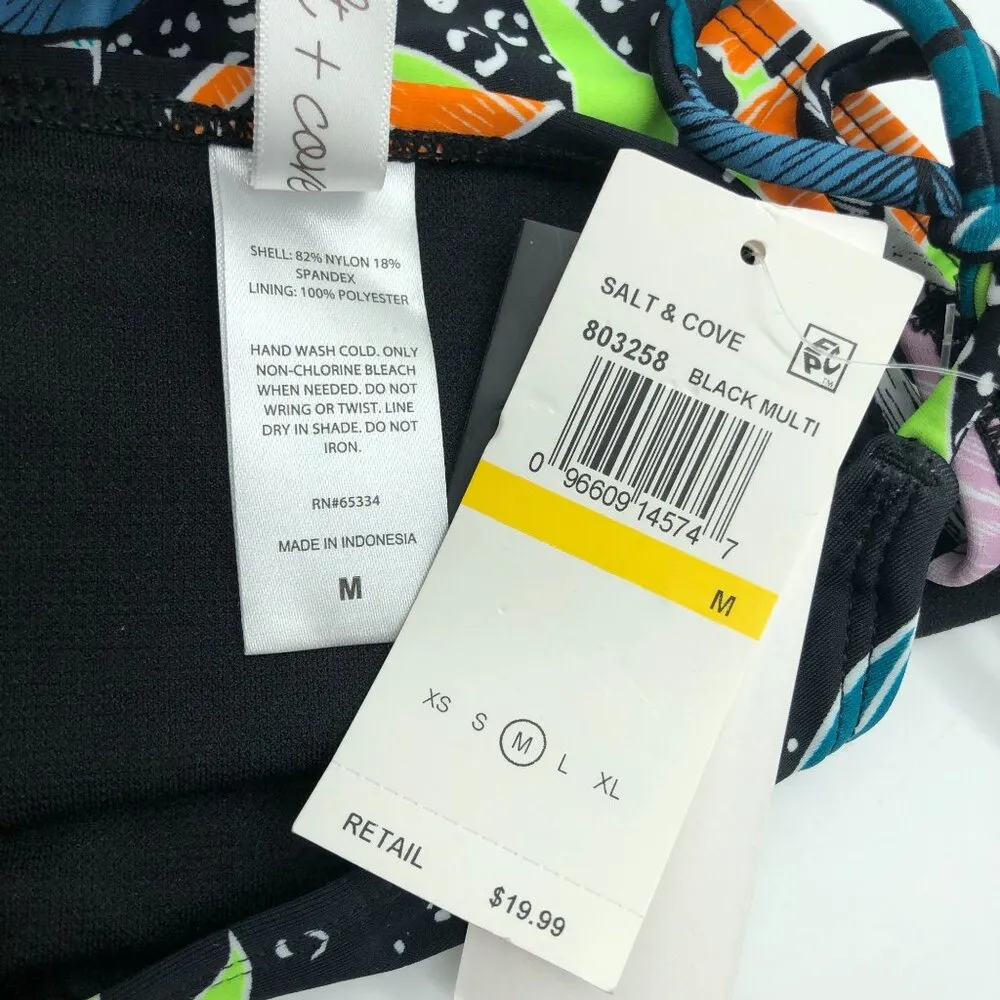 + cove
SHELL: 82% NYLON 18%
SPANDEX
LINING: 100% POLYESTER
HAND WASH COLD. ONLY
NON-CHLORINE BLEACH
WHEN NEEDED. DO NOT
WRING OR TWIST. LINE
DRY IN SHADE. DO NOT
IRON.
RN#65334
MADE IN INDONESIA
M
SALT & COVE
803258 BLACK MULTI
EPC
TM
0 96609 14574 7
M
XS S M L XL
RETAIL
$19.99